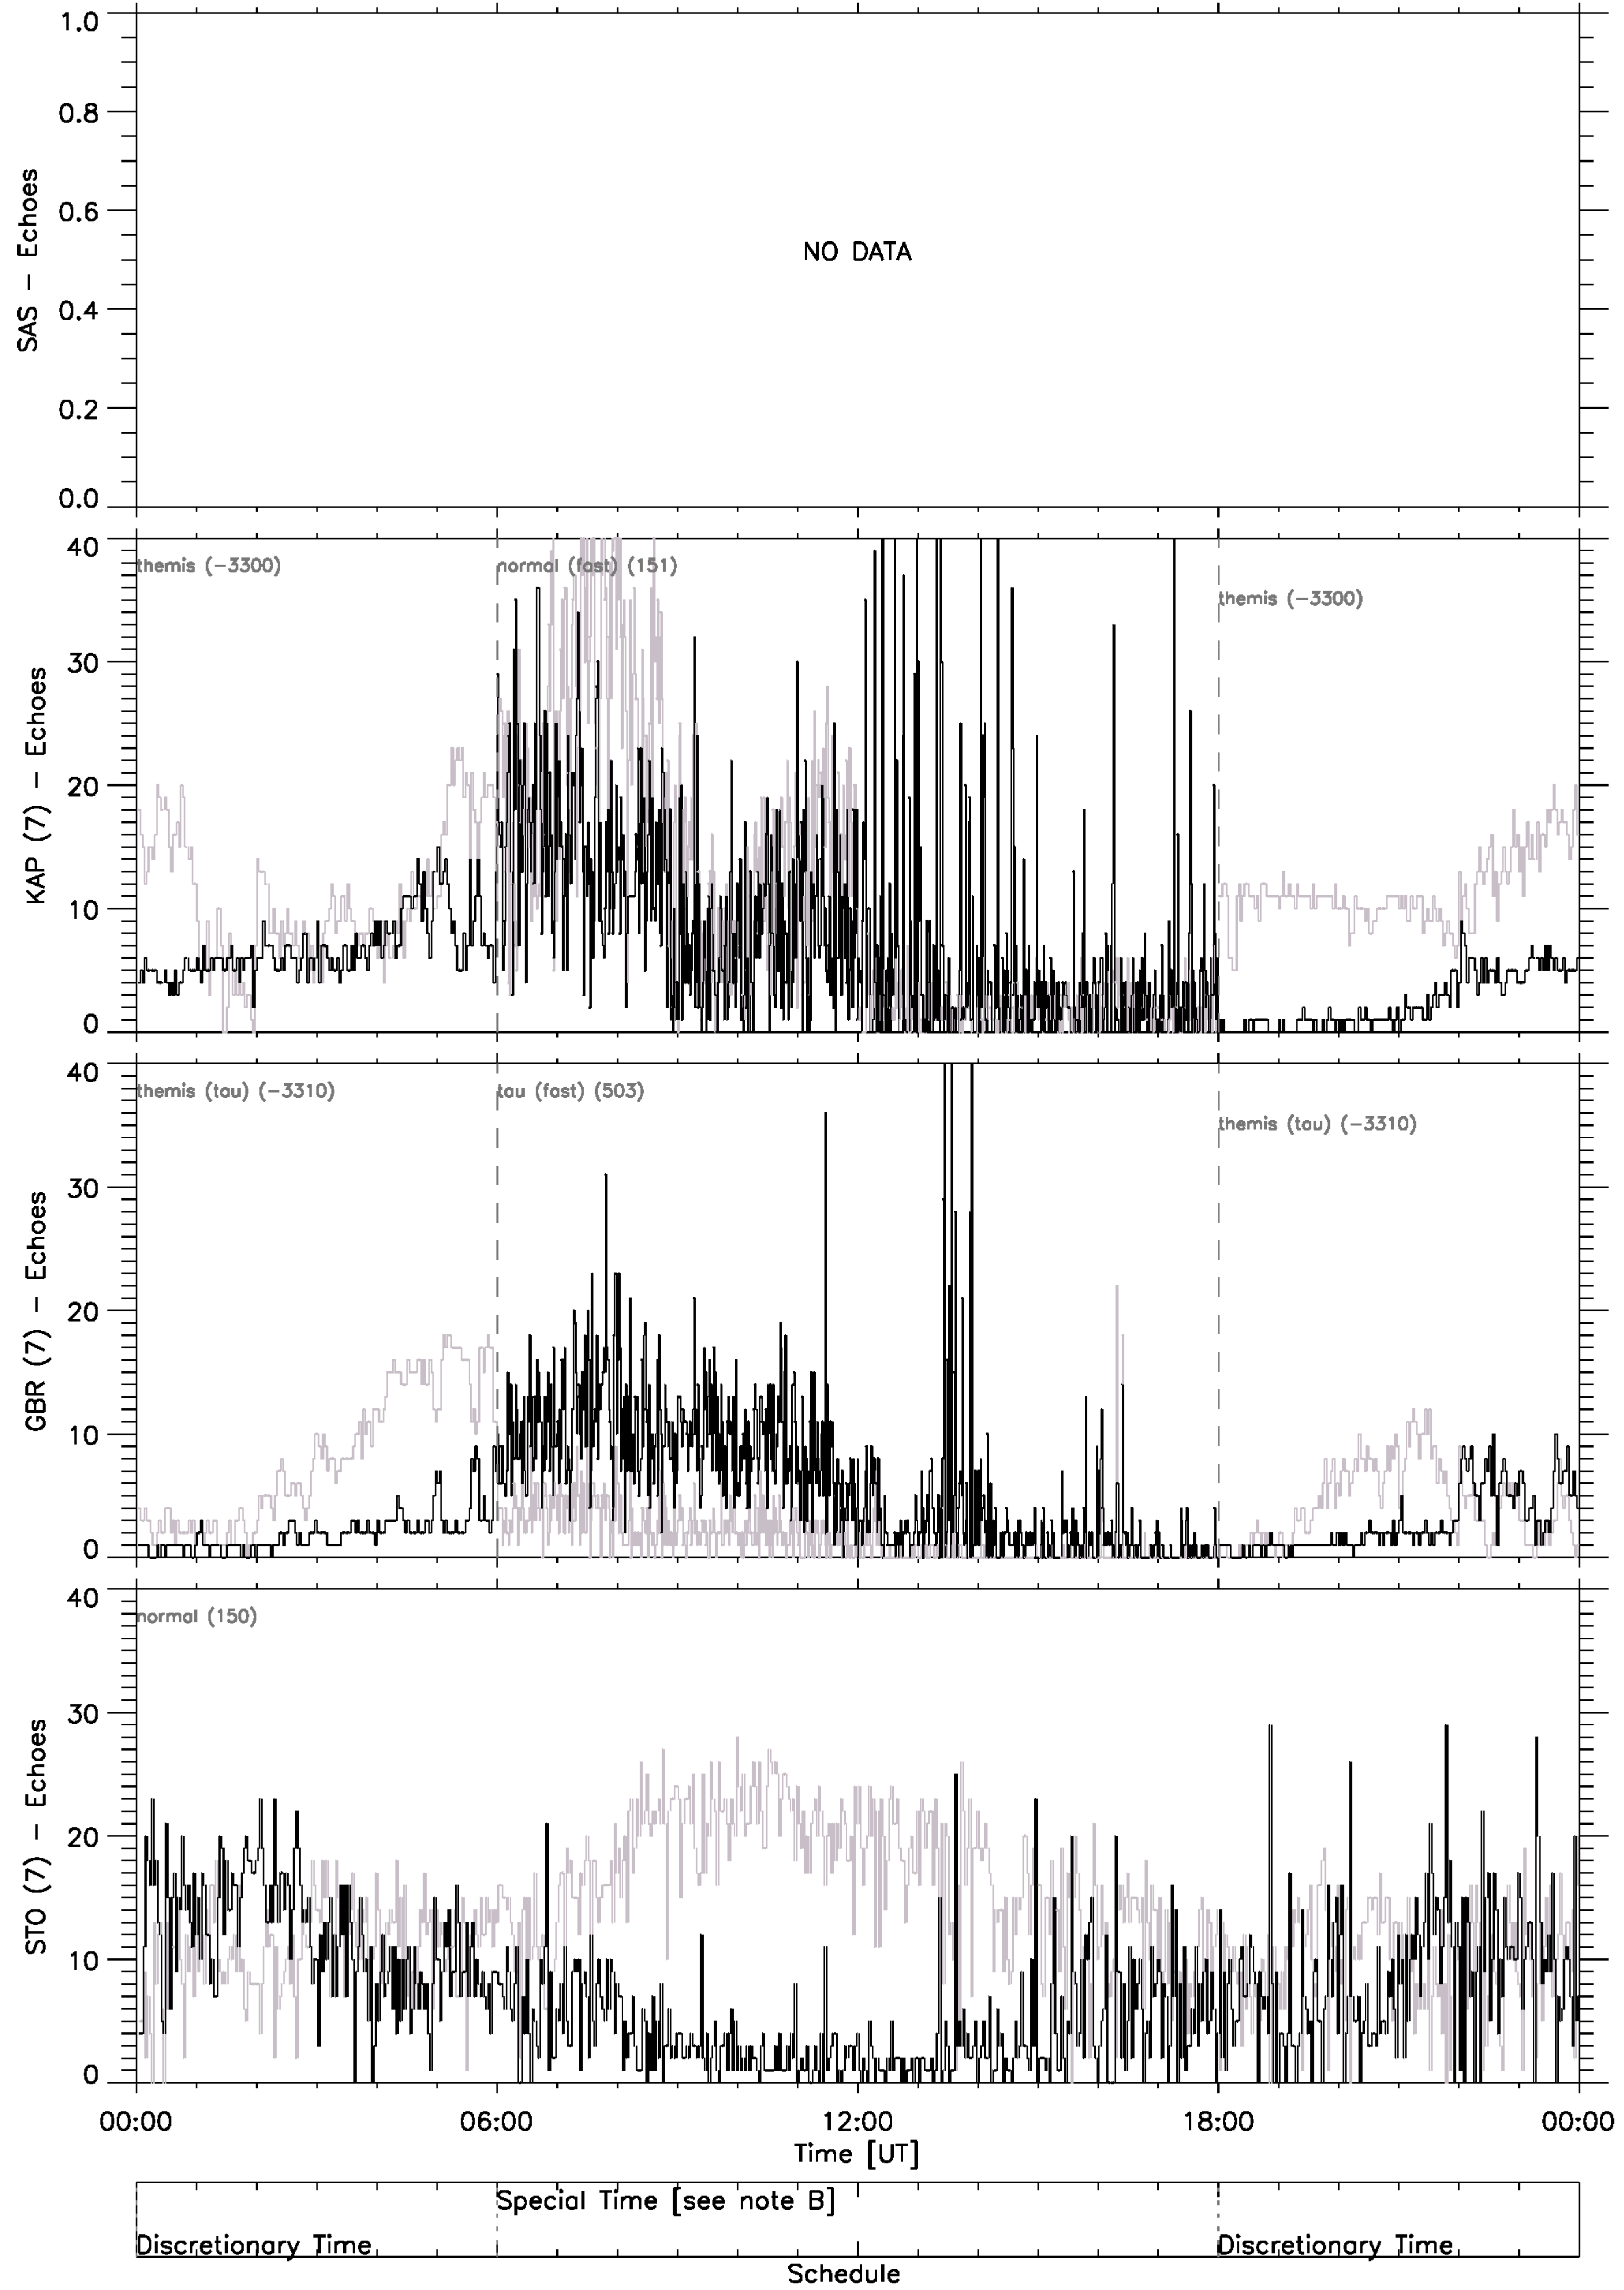 1.0
0.8
0.6
0.4
0.2
0.0
SAS – Echoes
NO DATA
40
30
20
10
0
KAP (7) – Echoes
themis (−3300)
normal (fast) (151)
themis (−3300)
40
30
20
10
0
GBR (7) – Echoes
themis (tau) (−3310)
tau (fast) (503)
themis (tau) (−3310)
40
30
20
10
0
STO (7) – Echoes
normal (150)
00:00 06:00 12:00 18:00 00:00
Time [UT]
Special Time [see note B]
Discretionary Time Discretionary Time
Schedule